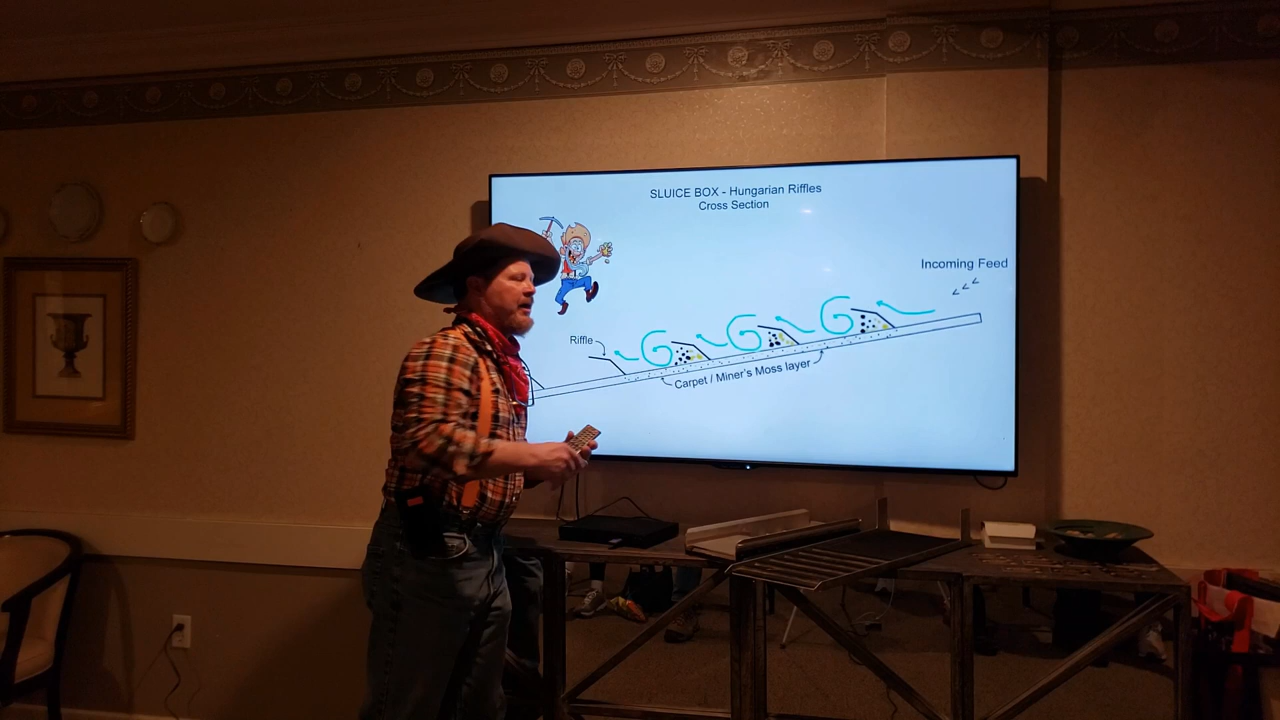 SLUICE BOX - Hungarian Riffles
Cross Section
Incoming Feed
Riffle
Carpet / Miner's Moss layer